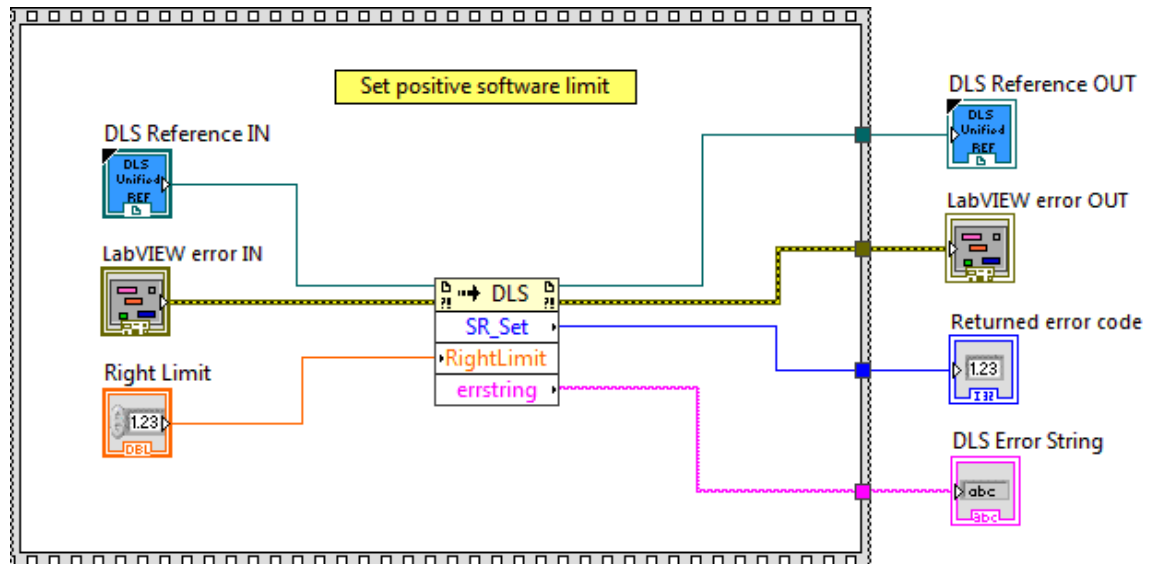 Set positive software limit
DLS Reference IN
DLS
Unified
REF
LabVIEW error IN
Right Limit
1.23
DBL
?! DLS ?!
SR_Set
RightLimit
errstring
DLS Reference OUT
DLS
Unified
REF
LabVIEW error OUT
Returned error code
1.23
I32
DLS Error String
abc
abc